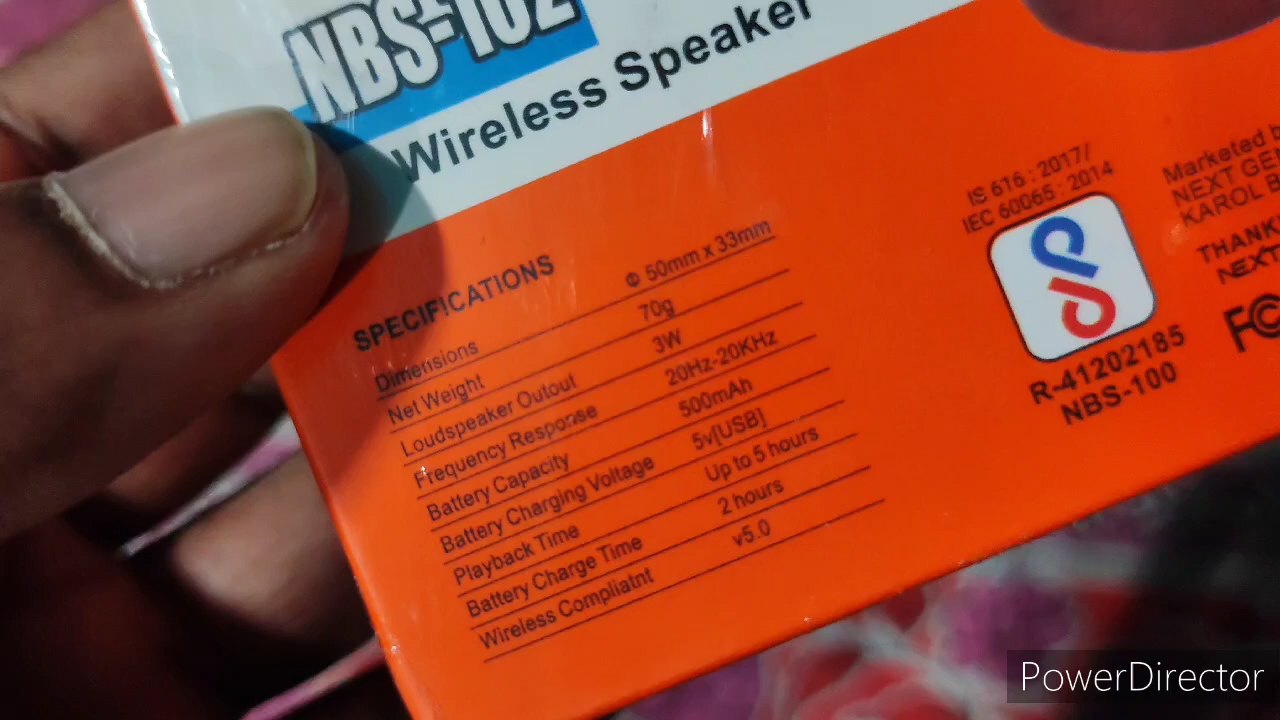 NBS-102
Wireless Speaker
SPECIFICATIONS
Dimensions Φ 50mm x 33mm
Net Weight 70g
Loudspeaker Outout 3W
Frequency Response 20Hz-20KHz
Battery Capacity 500mAh
Battery Charging Voltage 5v[USB]
Playback Time Up to 5 hours
Battery Charge Time 2 hours
Wireless Compliatnt v5.0
IS 616 : 2017/
IEC 60065 : 2014
R-41202185
NBS-100
Marketed
NEXT
KAROL
THANK
NEXT
FC
PowerDirector